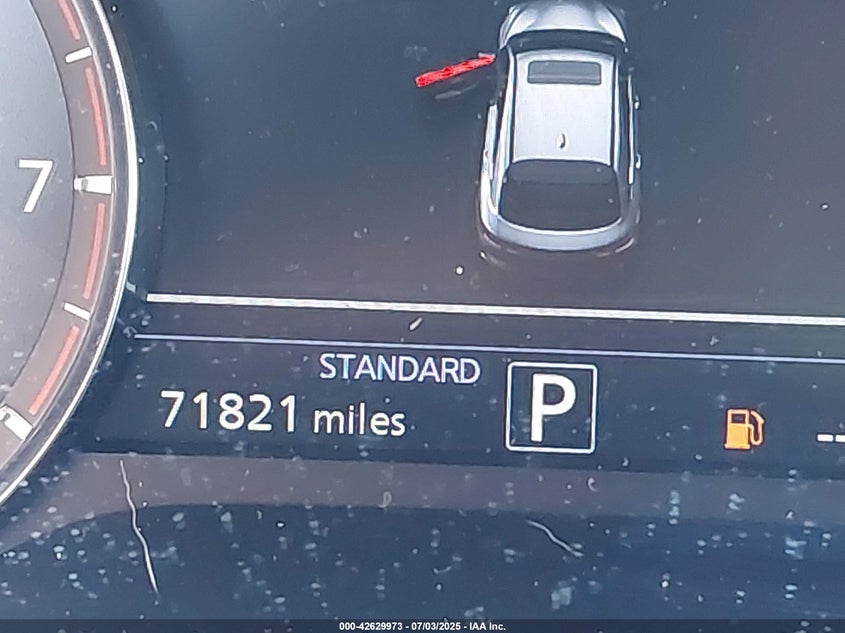 7
STANDARD
71821 miles
P
--
000-42629973 - 07/03/2025 - IAA Inc.